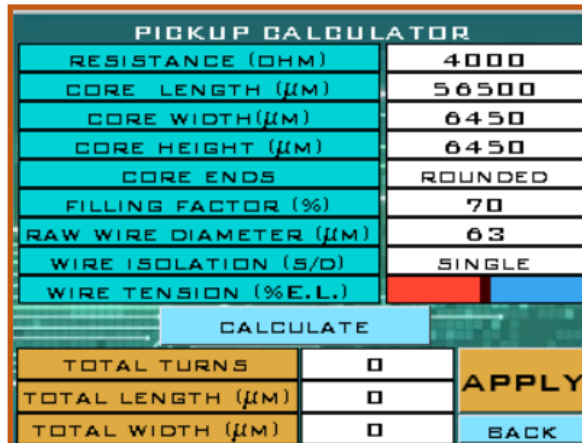 PICKUP CALCULATOR
RESISTANCE (OHM) 4000
CORE LENGTH (µM) 56500
CORE WIDTH(µM) 6450
CORE HEIGHT (µM) 6450
CORE ENDS ROUNDED
FILLING FACTOR (%) 70
RAW WIRE DIAMETER (µM) 63
WIRE ISOLATION (S/D) SINGLE
WIRE TENSION (%E.L.)
CALCULATE
TOTAL TURNS 0
TOTAL LENGTH (µM) 0
APPLY
TOTAL WIDTH (µM) 0
BACK